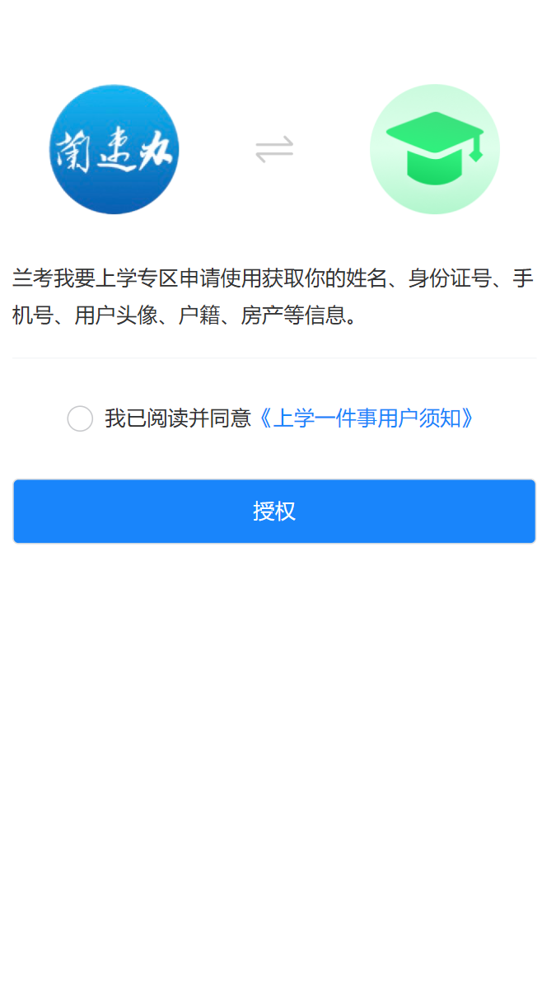 蘭速办
兰考我要上学专区申请使用获取你的姓名、身份证号、手
机号、用户头像、户籍、房产等信息。
我已阅读并同意《上学一件事用户须知》
授权